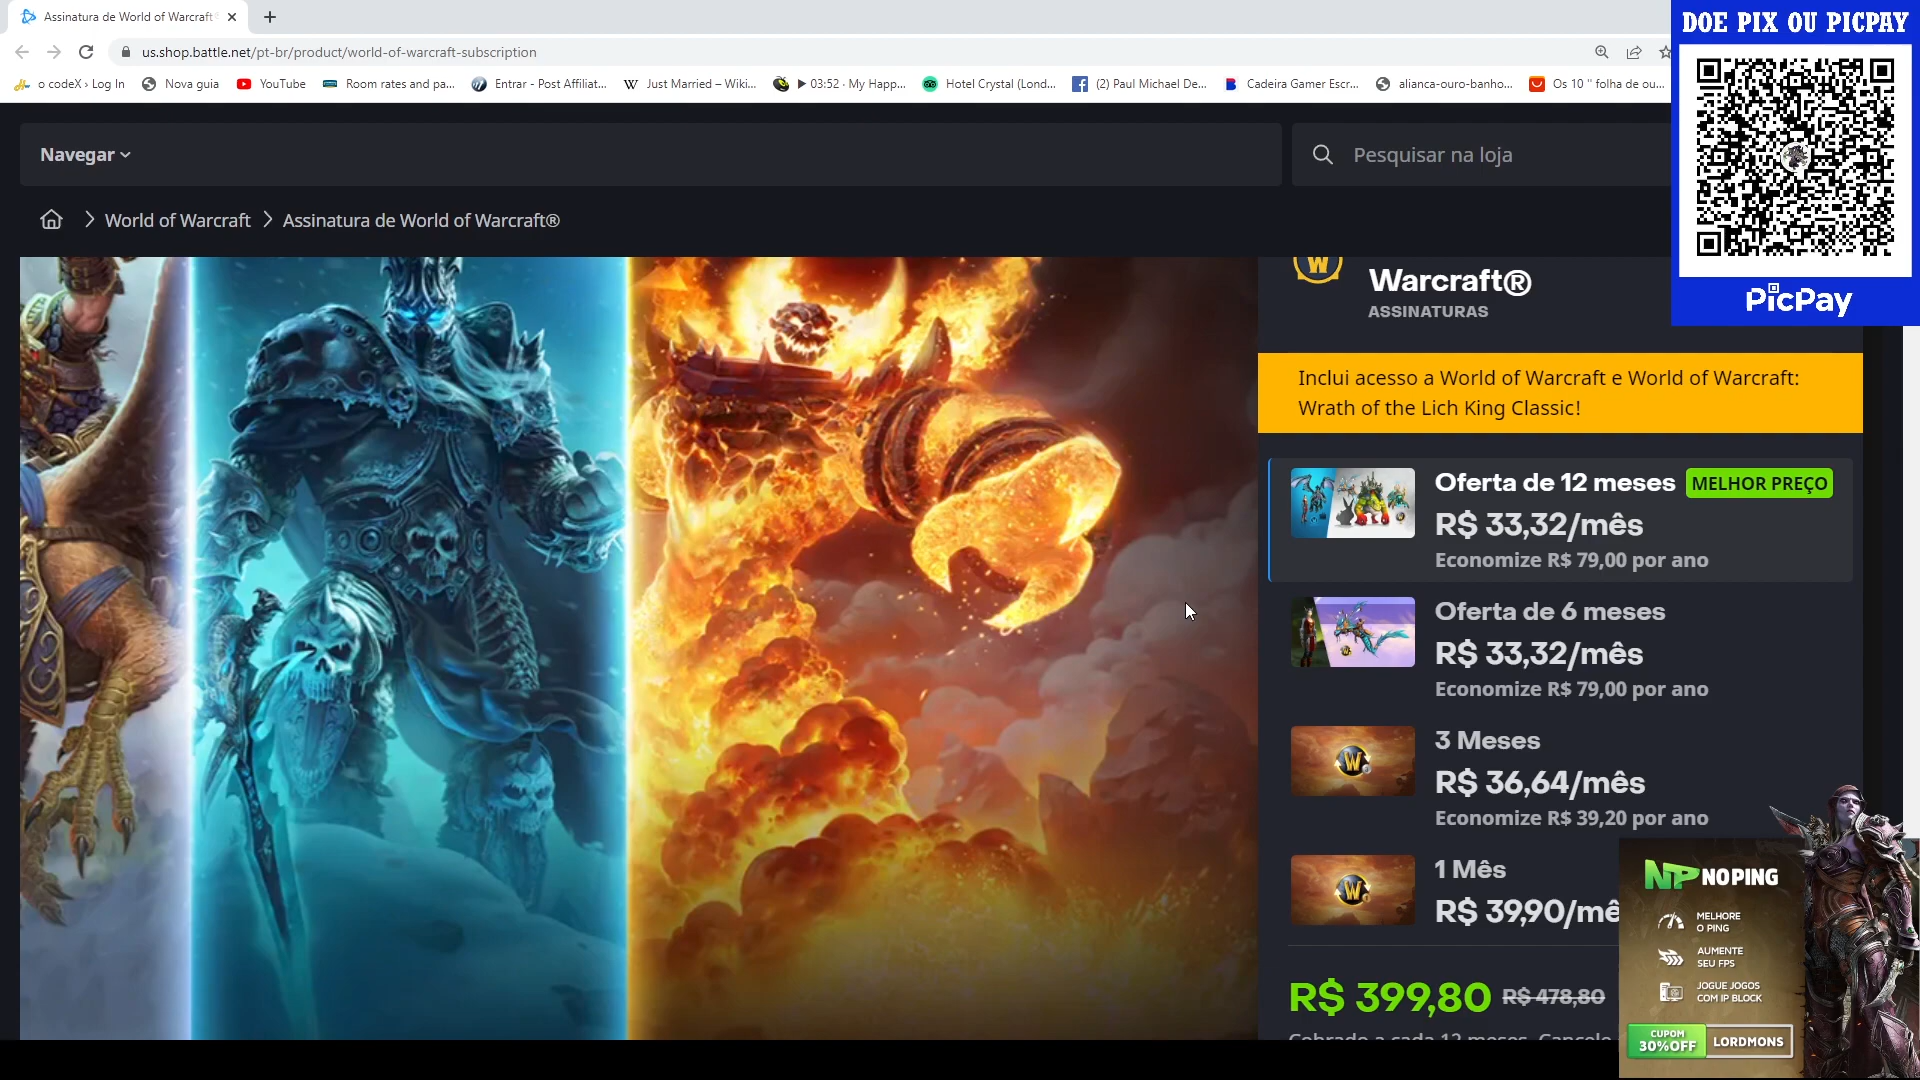 Assinatura de World of Warcraft®
us.shop.battle.net/pt-br/product/world-of-warcraft-subscription
o codeX › Log In
Nova guia
YouTube
Room rates and pa...
Entrar - Post Affiliat...
Just Married – Wiki...
03:52 · My Happ...
Hotel Crystal (Lond...
(2) Paul Michael De...
Cadeira Gamer Escr...
alianca-ouro-banho...
Os 10 " folha de ou...
DOE PIX OU PICPAY
PicPay
Navegar
Pesquisar na loja
World of Warcraft
Assinatura de World of Warcraft®
Warcraft®
ASSINATURAS
Inclui acesso a World of Warcraft e World of Warcraft:
Wrath of the Lich King Classic!
Oferta de 12 meses MELHOR PREÇO
R$ 33,32/mês
Economize R$ 79,00 por ano
Oferta de 6 meses
R$ 33,32/mês
Economize R$ 79,00 por ano
3 Meses
R$ 36,64/mês
Economize R$ 39,20 por ano
1 Mês
R$ 39,90/mê
R$ 399,80 R$ 478,80
Cobrado a cada 12 meses. Cancele
NP NOPING
MELHORE
O PING
AUMENTE
SEU FPS
JOGUE JOGOS
COM IP BLOCK
CUPOM
30%OFF
LORDMONS